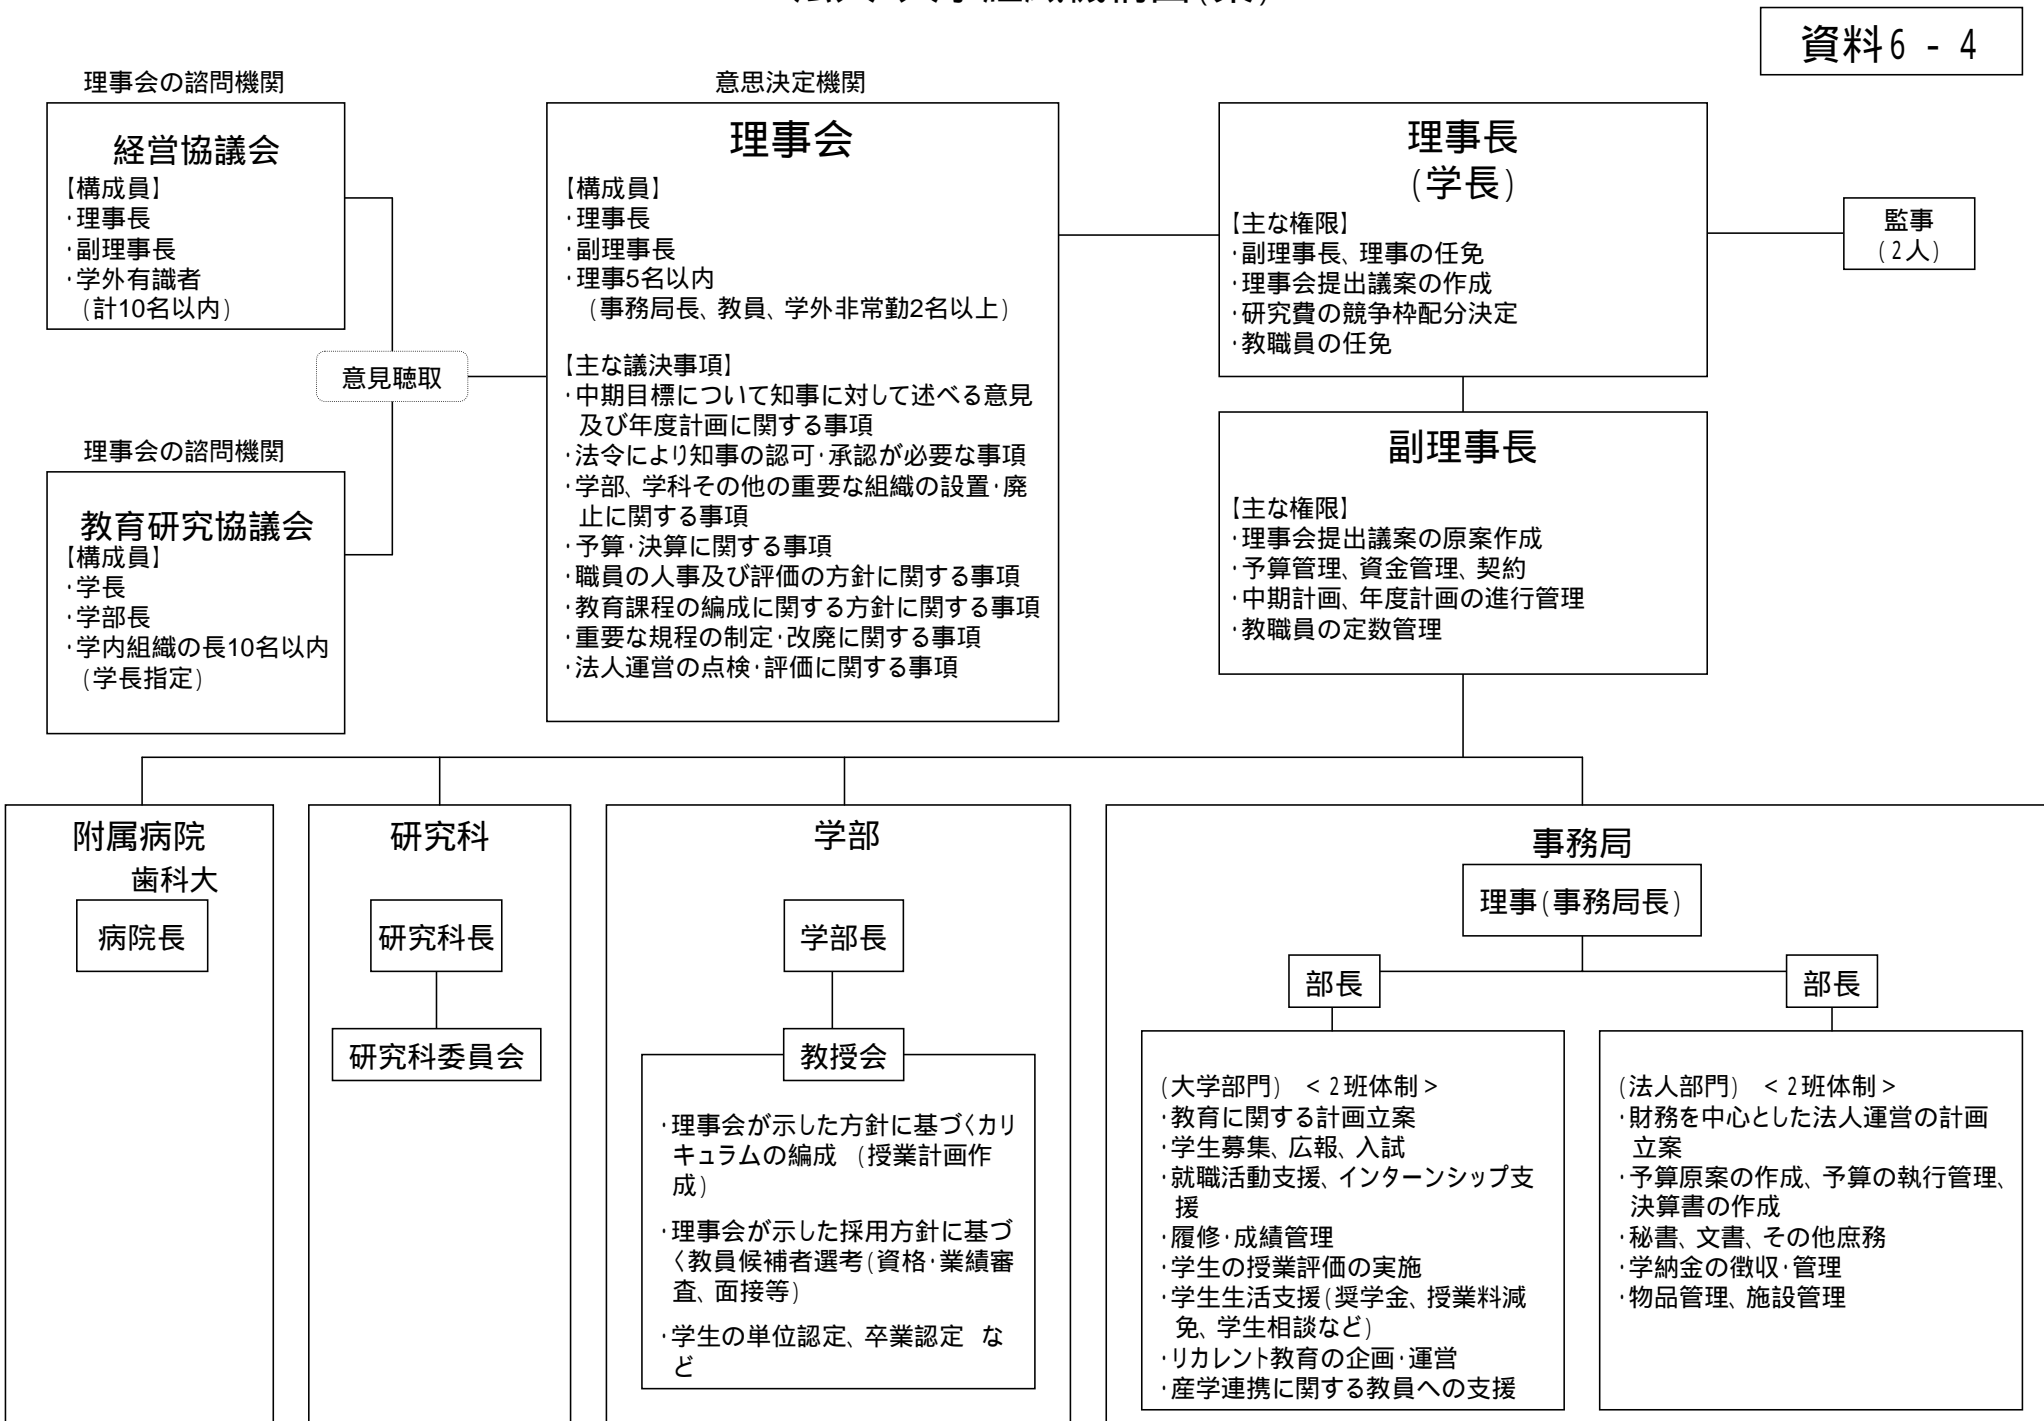 資料6 - 4
理事会の諮問機関
経営協議会
【構成員】
・理事長
・副理事長
・学外有識者
(計10名以内)
意見聴取
理事会の諮問機関
教育研究協議会
【構成員】
・学長
・学部長
・学内組織の長10名以内
(学長指定)
意思決定機関
理事会
【構成員】
・理事長
・副理事長
・理事5名以内
(事務局長、教員、学外非常勤2名以上)
【主な議決事項】
・中期目標について知事に対して述べる意見
及び年度計画に関する事項
・法令により知事の認可・承認が必要な事項
・学部、学科その他の重要な組織の設置・廃
止に関する事項
・予算・決算に関する事項
・職員の人事及び評価の方針に関する事項
・教育課程の編成に関する方針に関する事項
・重要な規程の制定・改廃に関する事項
・法人運営の点検・評価に関する事項
理事長
(学長)
【主な権限】
・副理事長、理事の任免
・理事会提出議案の作成
・研究費の競争枠配分決定
・教職員の任免
監事
(2人)
副理事長
【主な権限】
・理事会提出議案の原案作成
・予算管理、資金管理、契約
・中期計画、年度計画の進行管理
・教職員の定数管理
附属病院
歯科大
病院長
研究科
研究科長
研究科委員会
学部
学部長
教授会
・理事会が示した方針に基づくカリ
キュラムの編成 (授業計画作
成)
・理事会が示した採用方針に基づ
く教員候補者選考(資格・業績審
査、面接等)
・学生の単位認定、卒業認定 な
ど
事務局
理事(事務局長)
部長
(大学部門) <2班体制>
・教育に関する計画立案
・学生募集、広報、入試
・就職活動支援、インターンシップ支
援
・履修・成績管理
・学生の授業評価の実施
・学生生活支援(奨学金、授業料減
免、学生相談など)
・リカレント教育の企画・運営
・産学連携に関する教員への支援
部長
(法人部門) <2班体制>
・財務を中心とした法人運営の計画
立案
・予算原案の作成、予算の執行管理、
決算書の作成
・秘書、文書、その他庶務
・学納金の徴収・管理
・物品管理、施設管理